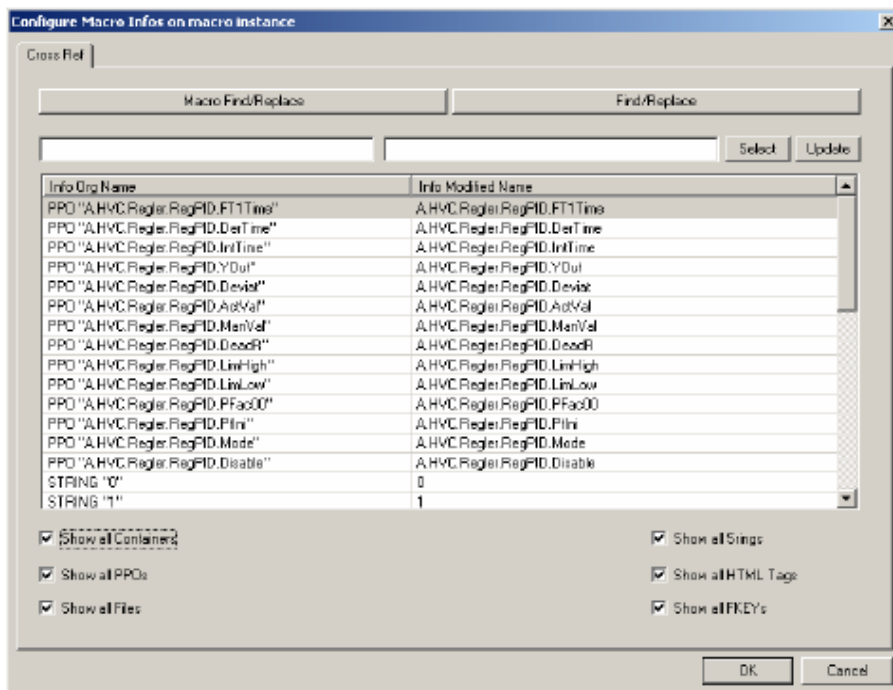 Configure Macro Infos on macro instance
Cross Ref
Macro Find/Replace Find/Replace
Select Update
Info Org Name Info Modified Name
PPO "A.HVC.Regler.RegPID.FT1Time" A.HVC.Regler.RegPID.FT1Time
PPO "A.HVC.Regler.RegPID.DerTime" A.HVC.Regler.RegPID.DerTime
PPO "A.HVC.Regler.RegPID.IntTime" A.HVC.Regler.RegPID.IntTime
PPO "A.HVC.Regler.RegPID.YOut" A.HVC.Regler.RegPID.YOut
PPO "A.HVC.Regler.RegPID.Deviat" A.HVC.Regler.RegPID.Deviat
PPO "A.HVC.Regler.RegPID.ActVal" A.HVC.Regler.RegPID.ActVal
PPO "A.HVC.Regler.RegPID.ManVal" A.HVC.Regler.RegPID.ManVal
PPO "A.HVC.Regler.RegPID.DeadR" A.HVC.Regler.RegPID.DeadR
PPO "A.HVC.Regler.RegPID.LimHigh" A.HVC.Regler.RegPID.LimHigh
PPO "A.HVC.Regler.RegPID.LimLow" A.HVC.Regler.RegPID.LimLow
PPO "A.HVC.Regler.RegPID.PFac00" A.HVC.Regler.RegPID.PFac00
PPO "A.HVC.Regler.RegPID.PIIni" A.HVC.Regler.RegPID.PIIni
PPO "A.HVC.Regler.RegPID.Mode" A.HVC.Regler.RegPID.Mode
PPO "A.HVC.Regler.RegPID.Disable" A.HVC.Regler.RegPID.Disable
STRING "0" 0
STRING "1" 1
Show all Containers Show all Srings
Show all PPOs Show all HTML Tags
Show all Files Show all FKEYs
OK Cancel